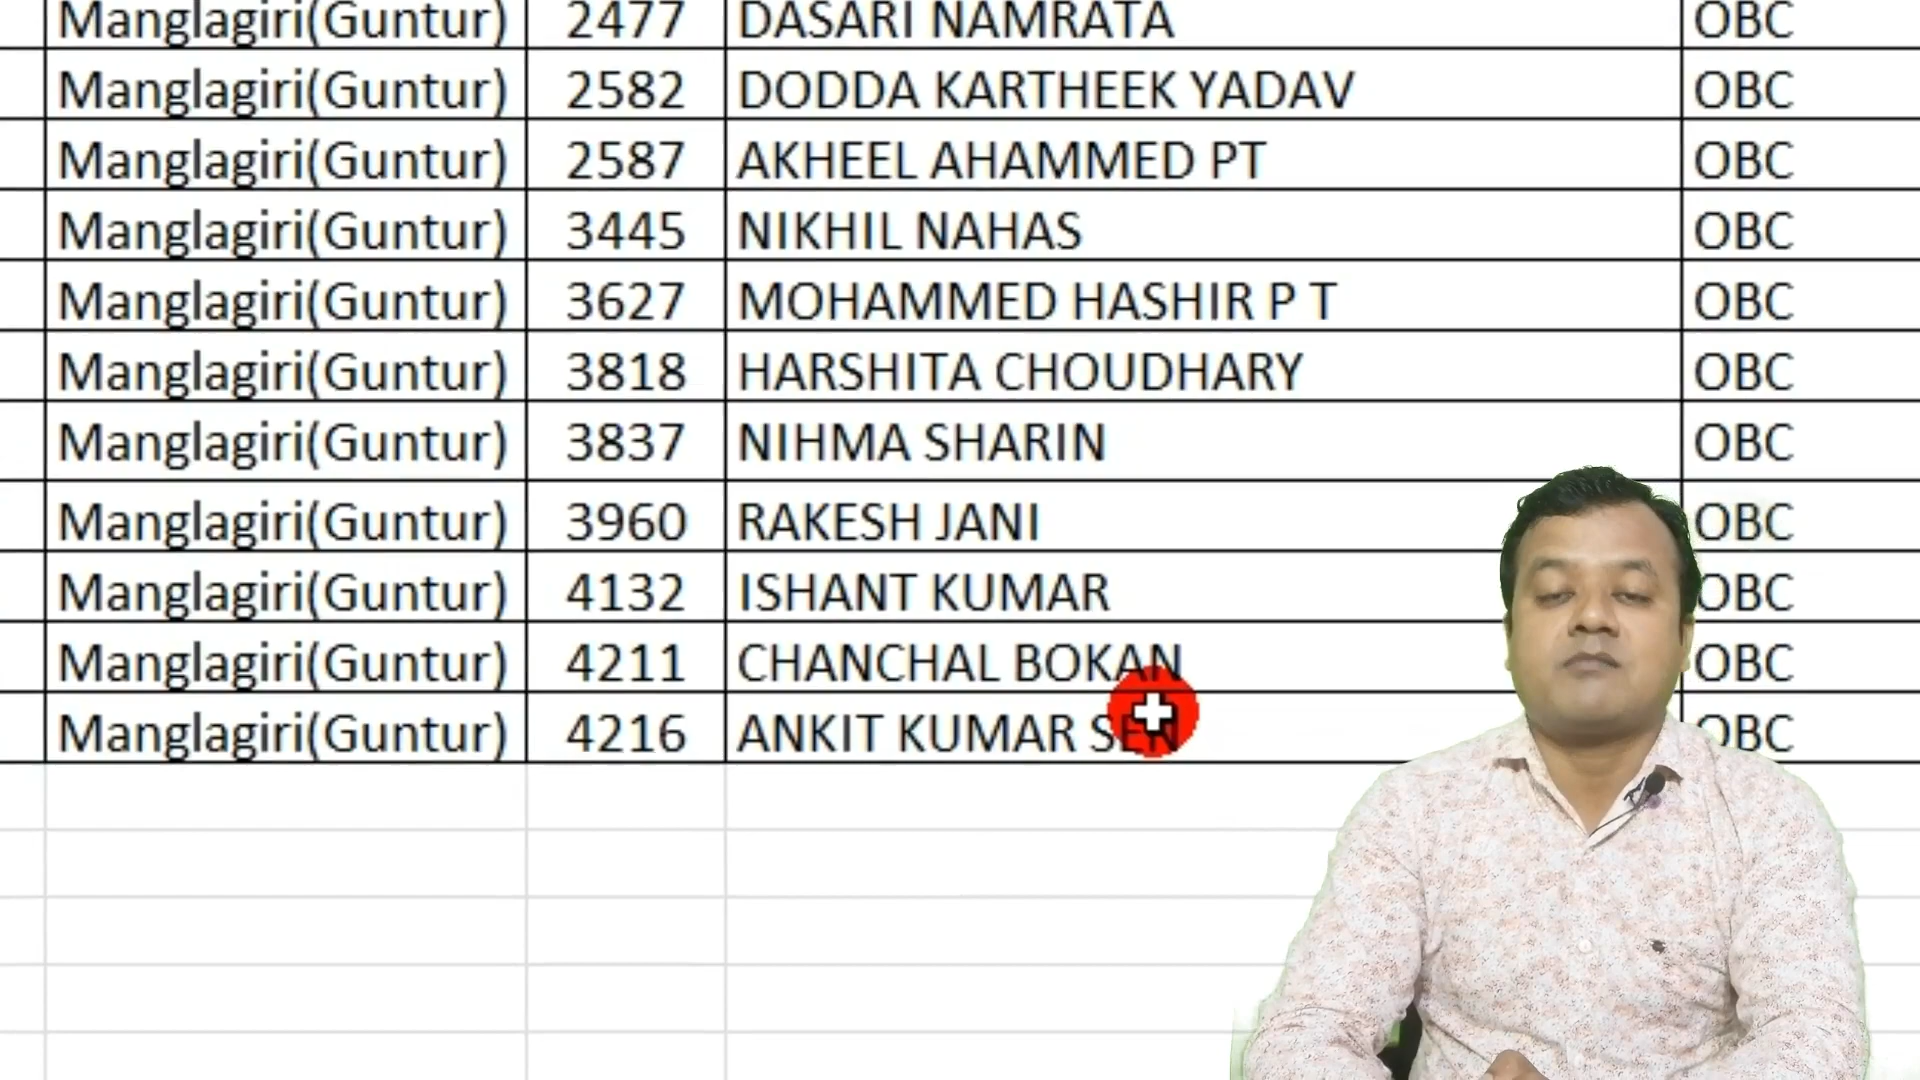 Manglagiri(Guntur) 2477 DASARI NAMRATA OBC
Manglagiri(Guntur) 2582 DODDA KARTHEEK YADAV OBC
Manglagiri(Guntur) 2587 AKHEEL AHAMMED PT OBC
Manglagiri(Guntur) 3445 NIKHIL NAHAS OBC
Manglagiri(Guntur) 3627 MOHAMMED HASHIR P T OBC
Manglagiri(Guntur) 3818 HARSHITA CHOUDHARY OBC
Manglagiri(Guntur) 3837 NIHMA SHARIN OBC
Manglagiri(Guntur) 3960 RAKESH JANI OBC
Manglagiri(Guntur) 4132 ISHANT KUMAR OBC
Manglagiri(Guntur) 4211 CHANCHAL BOKAN OBC
Manglagiri(Guntur) 4216 ANKIT KUMAR SEN OBC